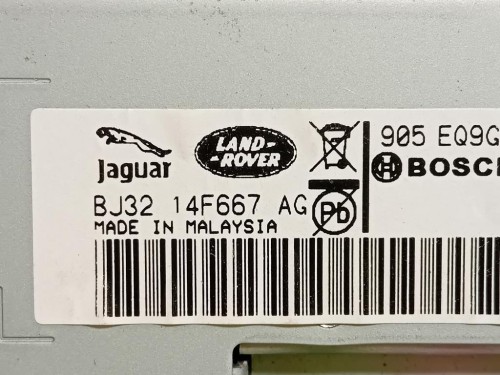 Jaguar
LAND-
-ROVER
905 EQ9G
BOSCH
BJ32 14F667 AG
Pb
MADE IN MALAYSIA